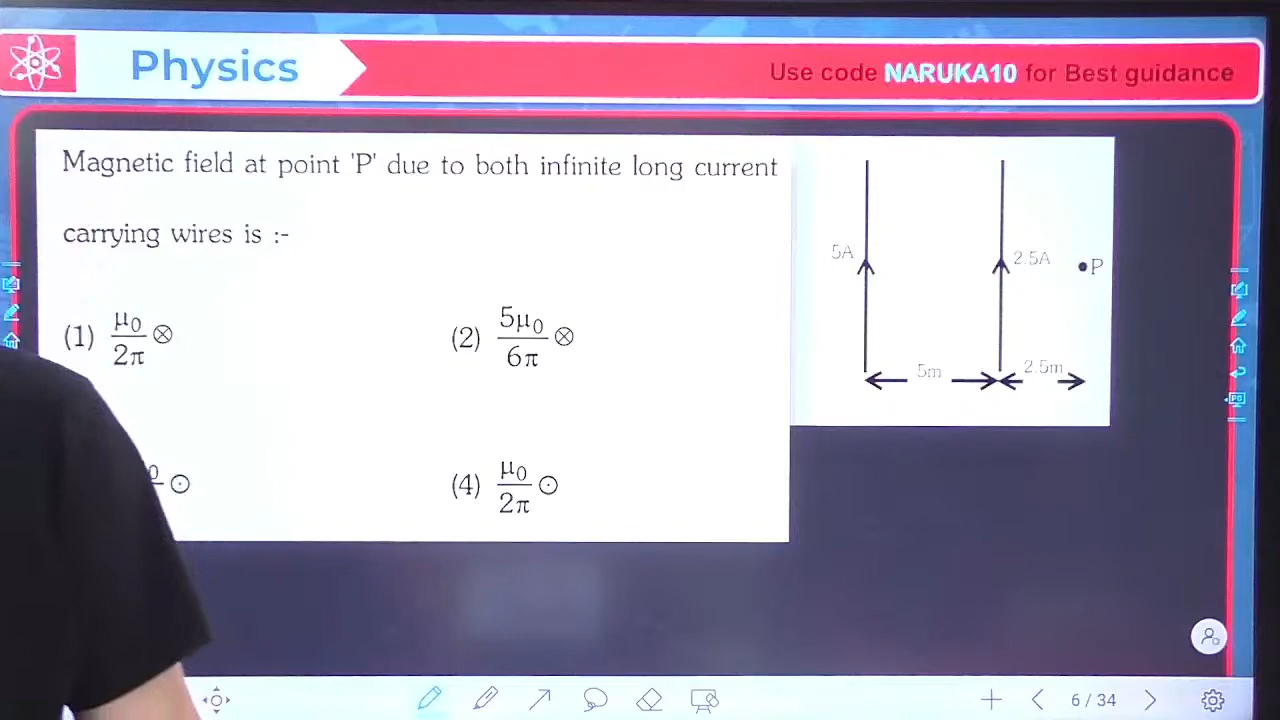 Physics
Use code NARUKA10 for Best guidance
Magnetic field at point 'P' due to both infinite long current
carrying wires is :-
(1) μ0/2π ⊗
(2) 5μ0/6π ⊗
0 ⊙
(4) μ0/2π ⊙
5A
2.5A
P
5m
2.5m
6 / 34